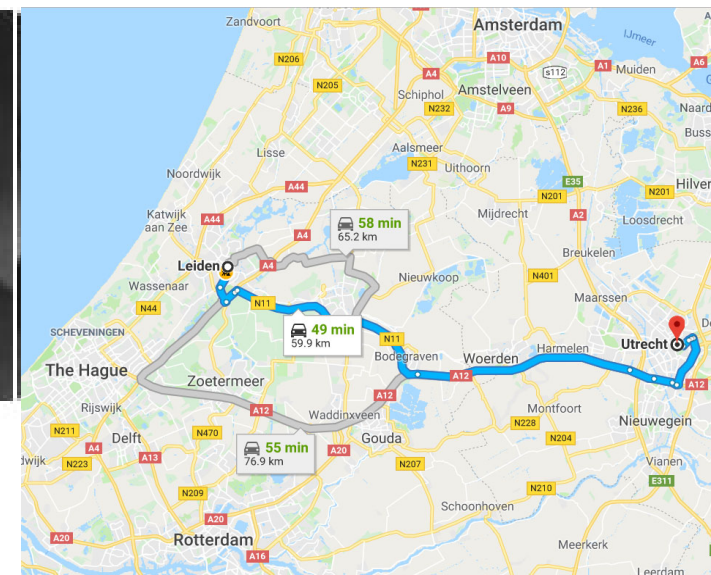 Zandvoort
Amsterdam
IJmeer
N206
A10
s112
A1
Muiden
A6
A4
N205
Amstelveen
Schiphol
A9
N232
N236
Naard
Buss
Aalsmeer
Lisse
N231
Uithoorn
Noordwijk
E35
A44
N201
N201
Hilver
A2
Mijdrecht
Loosdrecht
Katwijk
aan Zee
A44
58 min
65.2 km
A4
Breukelen
Leiden
A4
Nieuwkoop
N401
Wassenaar
Maarssen
N44
N11
49 min
59.9 km
SCHEVENINGEN
N11
Utrecht
Harmelen
Bodegraven
Woerden
The Hague
A12
Zoetermeer
A12
A12
Rijswijk
A12
Waddinxveen
Montfoort
N228
Nieuwegein
N211
Delft
N470
Gouda
A4
N204
55 min
76.9 km
A20
dwijk
N223
A13
N207
Vianen
E311
N209
N210
Schoonhoven
A20
A20
Rotterdam
A16
Meerkerk
Leerdam